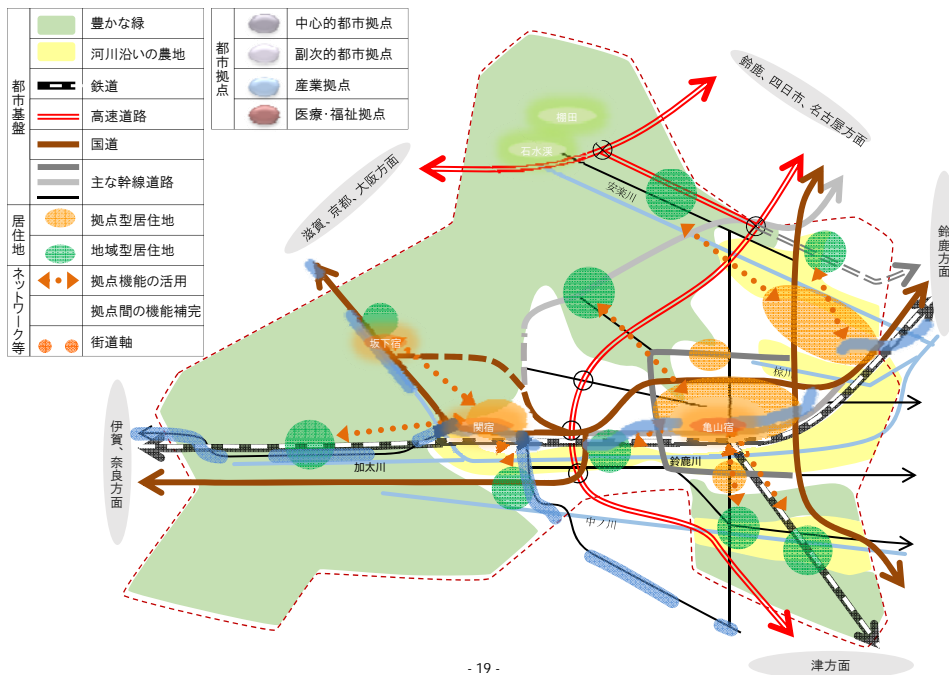 都市基盤
豊かな緑
河川沿いの農地
鉄道
高速道路
国道
主な幹線道路
居住地
拠点型居住地
地域型居住地
ネットワーク等
拠点機能の活用
拠点間の機能補完
街道軸
都市拠点
中心的都市拠点
副次的都市拠点
産業拠点
医療・福祉拠点
鈴鹿、四日市、名古屋方面
滋賀、京都、大阪方面
鈴鹿方面
棚田
石水渓
安楽川
坂下宿
椋川
関宿
亀山宿
伊賀、奈良方面
加太川
鈴鹿川
中ノ川
津方面
- 19 -